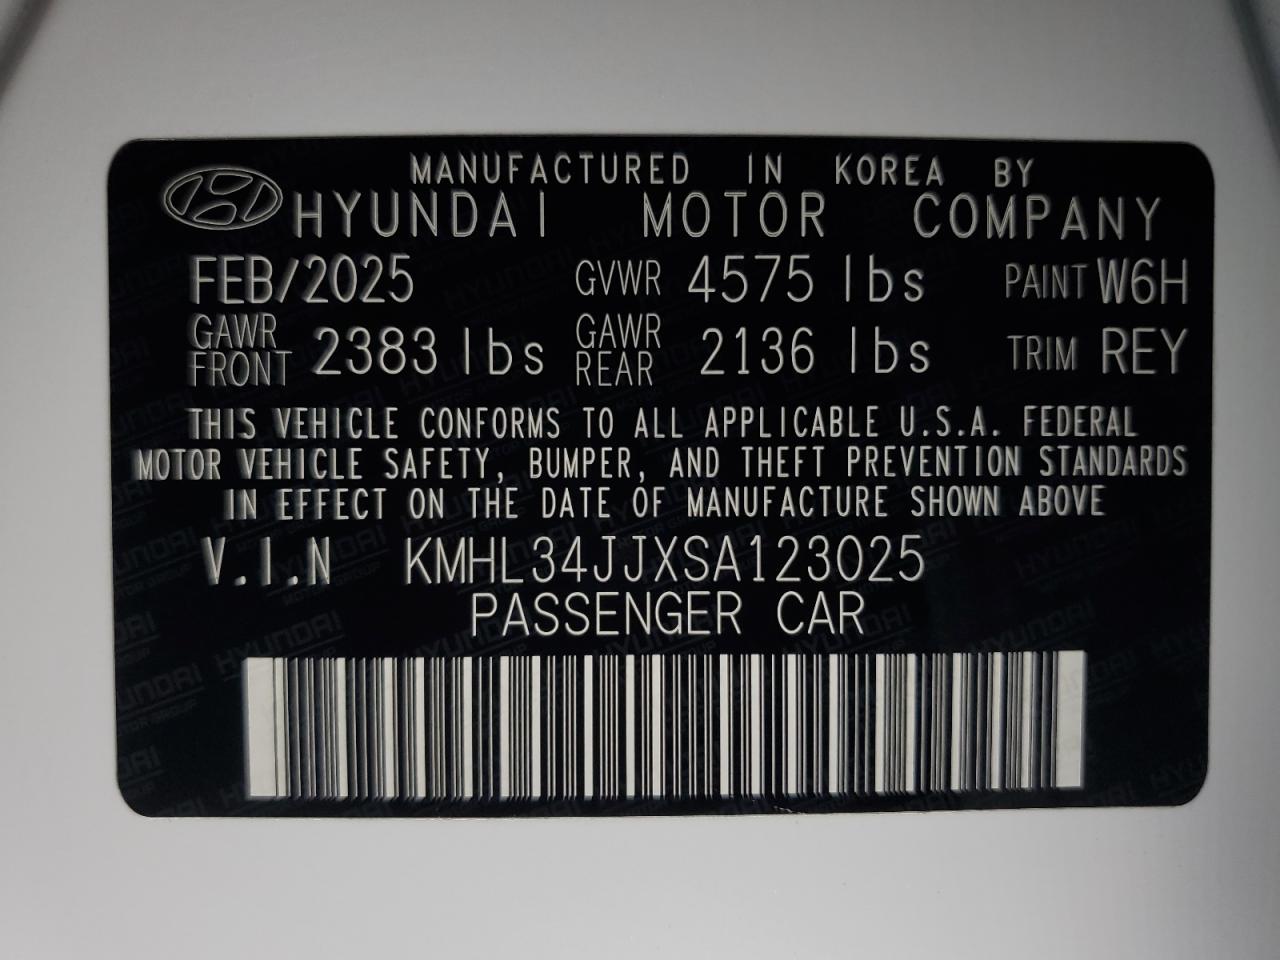 MANUFACTURED IN KOREA BY
HYUNDAI MOTOR COMPANY
FEB/2025 GVWR 4575 lbs PAINT W6H
GAWR FRONT 2383 lbs GAWR REAR 2136 lbs TRIM REY
THIS VEHICLE CONFORMS TO ALL APPLICABLE U.S.A. FEDERAL
MOTOR VEHICLE SAFETY, BUMPER, AND THEFT PREVENTION STANDARDS
IN EFFECT ON THE DATE OF MANUFACTURE SHOWN ABOVE
V.I.N KMHL34JJXSA123025
PASSENGER CAR